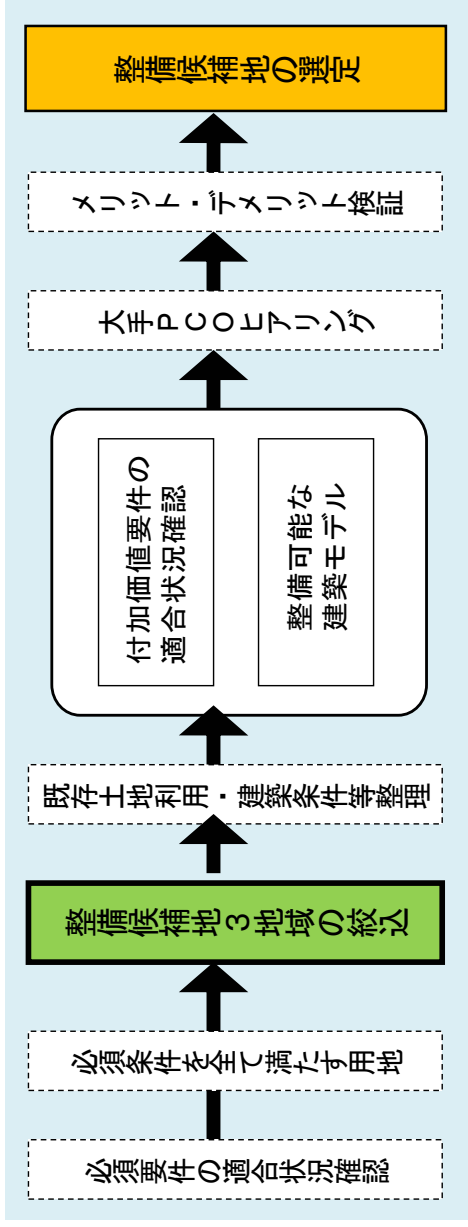 必須要件の適合状況確認
必須条件を全て満たす用地
整備候補地3地域の絞込
既存土地利用・建築条件等整理
付加価値要件の
適合状況確認
整備可能な
建築モデル
大手PCOヒアリング
メリット・デメリット検証
整備候補地の選定